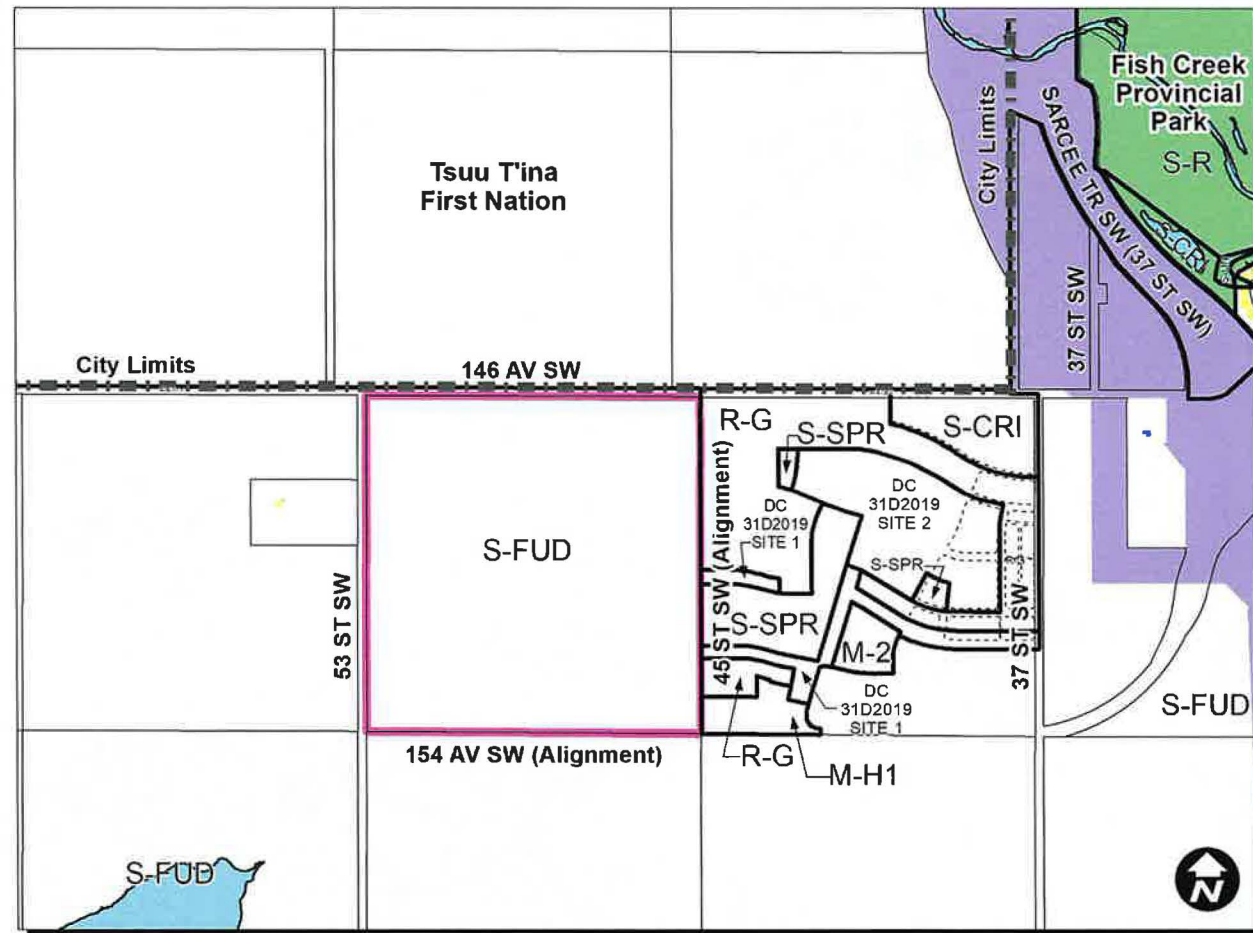 Fish Creek
Provincial
Park
S-R
City Limits
SARCEE TR SW (37 ST SW)
S-CRI
37 ST SW
Tsuu T'ina
First Nation
City Limits
146 AV SW
R-G
S-SPR
S-CRI
DC
31D2019
SITE 2
DC
31D2019
SITE 1
45 ST SW (Alignment)
S-FUD
S-SPR
S-SPR
53 ST SW
37 ST SW
M-2
DC
31D2019
SITE 1
S-FUD
154 AV SW (Alignment)
R-G
M-H1
S-FUD
N